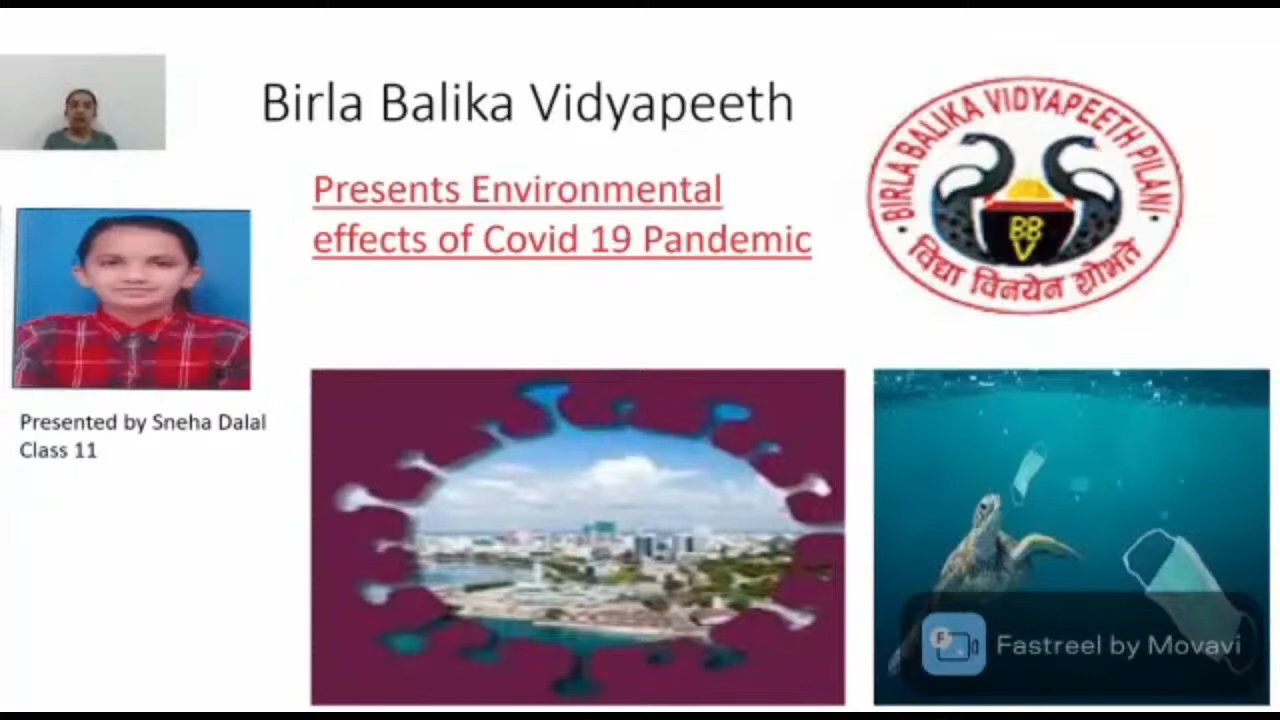 Birla Balika Vidyapeeth
Presents Environmental
effects of Covid 19 Pandemic
BIRLA BALIKA VIDYAPEETH PILANI
BBV
विद्या विनयेन शोभते
Presented by Sneha Dalal
Class 11
Fastreel by Movavi